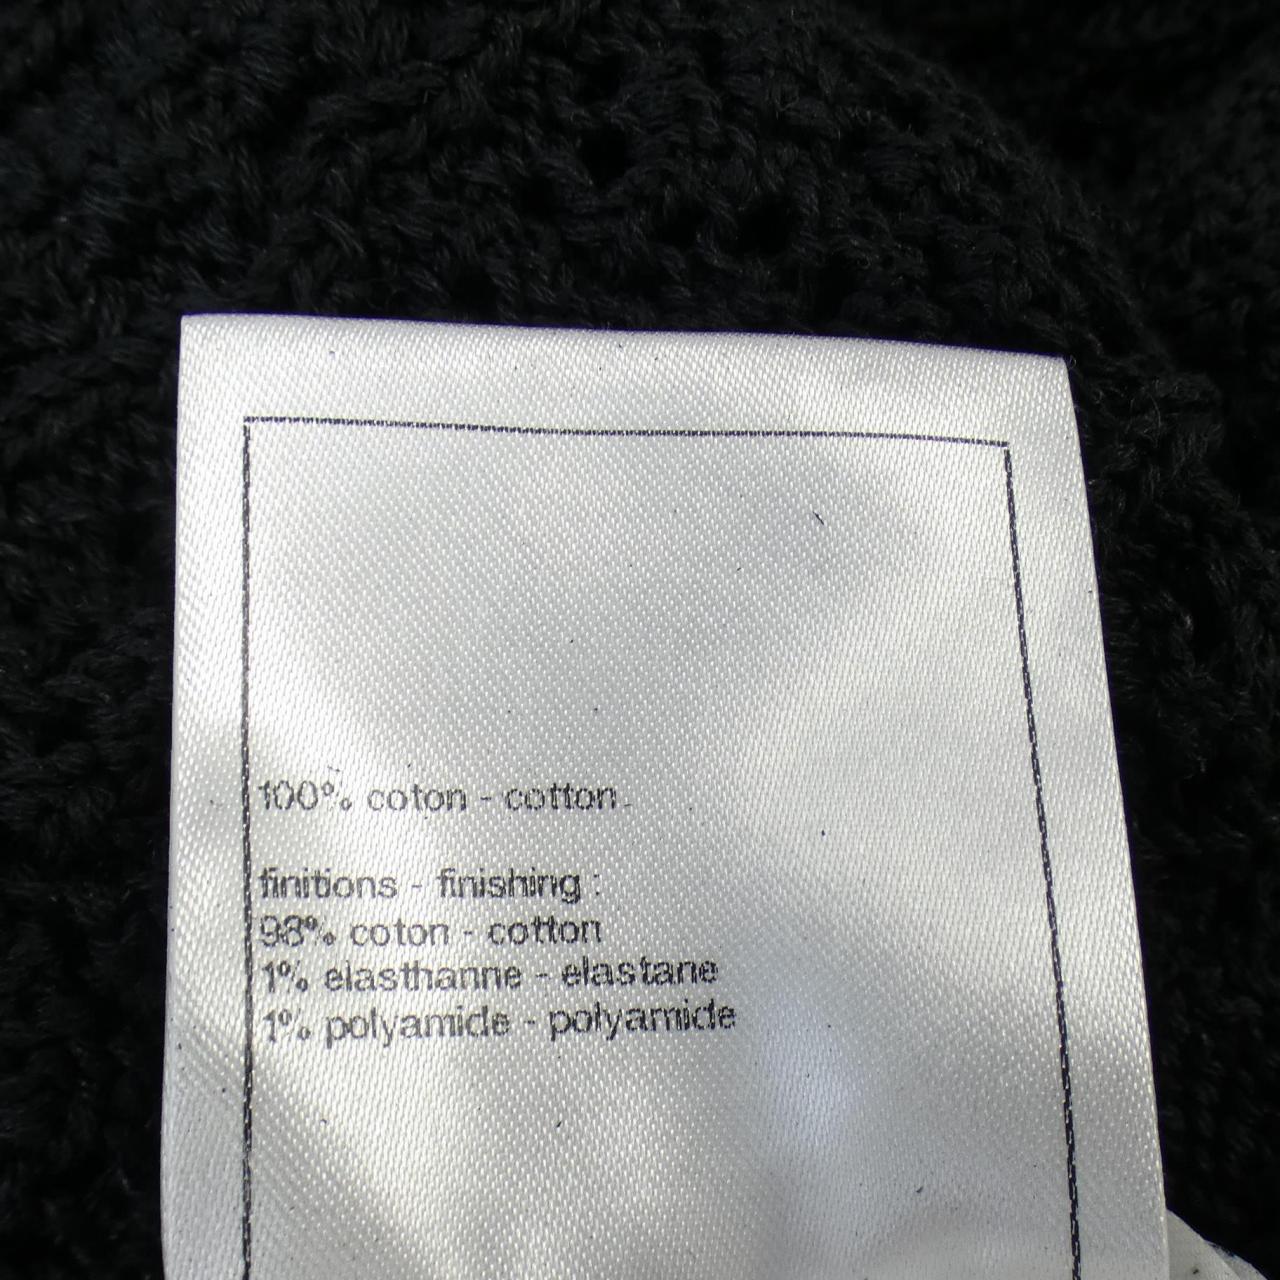 100% coton - cotton
finitions - finishing :
98% coton - cotton
1% elasthanne - elastane
1% polyamide - polyamide